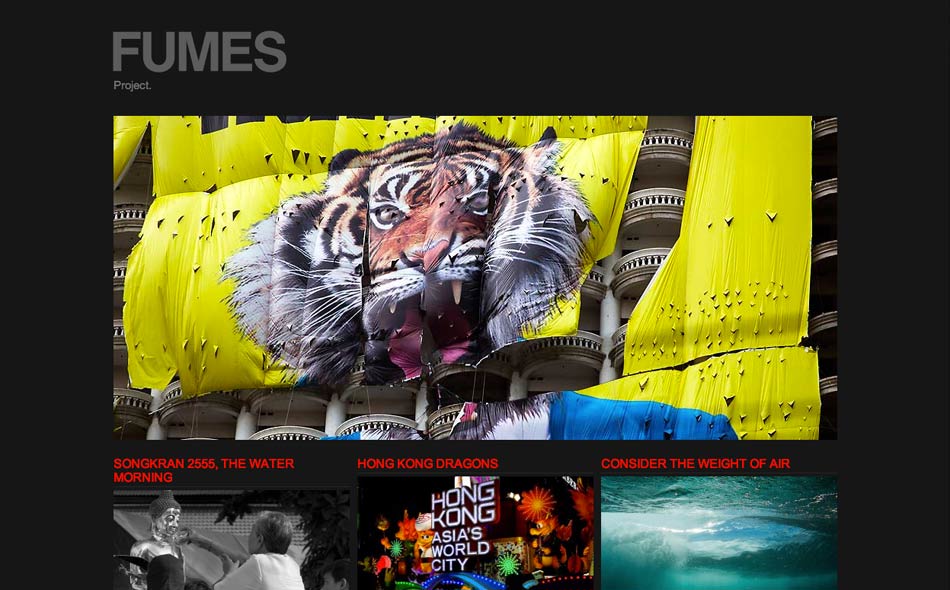 FUMES
Project.
SONGKRAN 2555, THE WATER
MORNING
HONG KONG DRAGONS
CONSIDER THE WEIGHT OF AIR
HONG
KONG
ASIA'S
WORLD
CITY